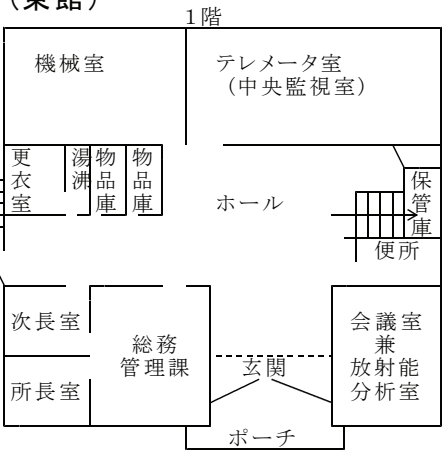 (東館)
1階
機械室
テレメータ室
(中央監視室)
更衣室
湯沸
物品庫
物品庫
ホール
保管庫
便所
次長室
所長室
総務
管理課
玄関
会議室
兼
放射能
分析室
ポーチ